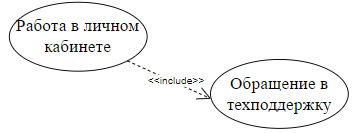 Работа в личном
кабинете
<<include>>
Обращение в
техподдержку